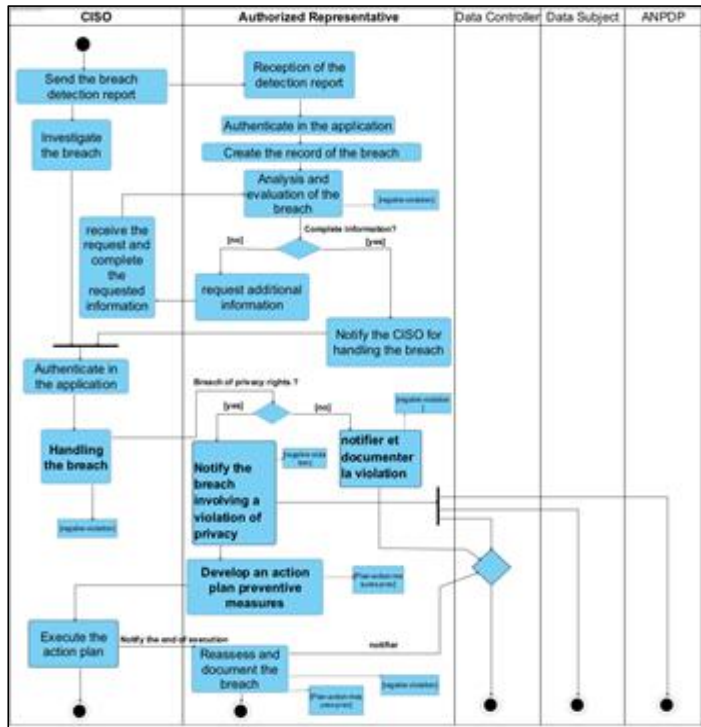 CISO
Authorized Representative
Data Controller
Data Subject
ANPDP
Send the breach
detection report
Reception of the
detection report
Investigate
the breach
Authenticate in the application
Create the record of the breach
Analysis and
evaluation of the
breach
receive the
request and
complete
the
requested
information
Complete information?
[no]
[yes]
request additional
information
Notify the CISO for
handling the breach
Authenticate in
the application
Breach of privacy rights ?
[yes]
[no]
Handling
the breach
Notify the
breach
involving a
violation of
privacy
notifier et
documenter
la violation
Develop an action
plan preventive
measures
Execute the
action plan
Notify the end of execution
notifier
Reassess and
document the
breach